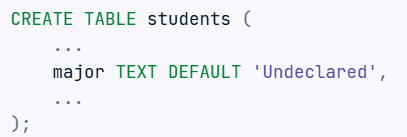 CREATE TABLE students (
    ...
    major TEXT DEFAULT 'Undeclared',
    ...
);